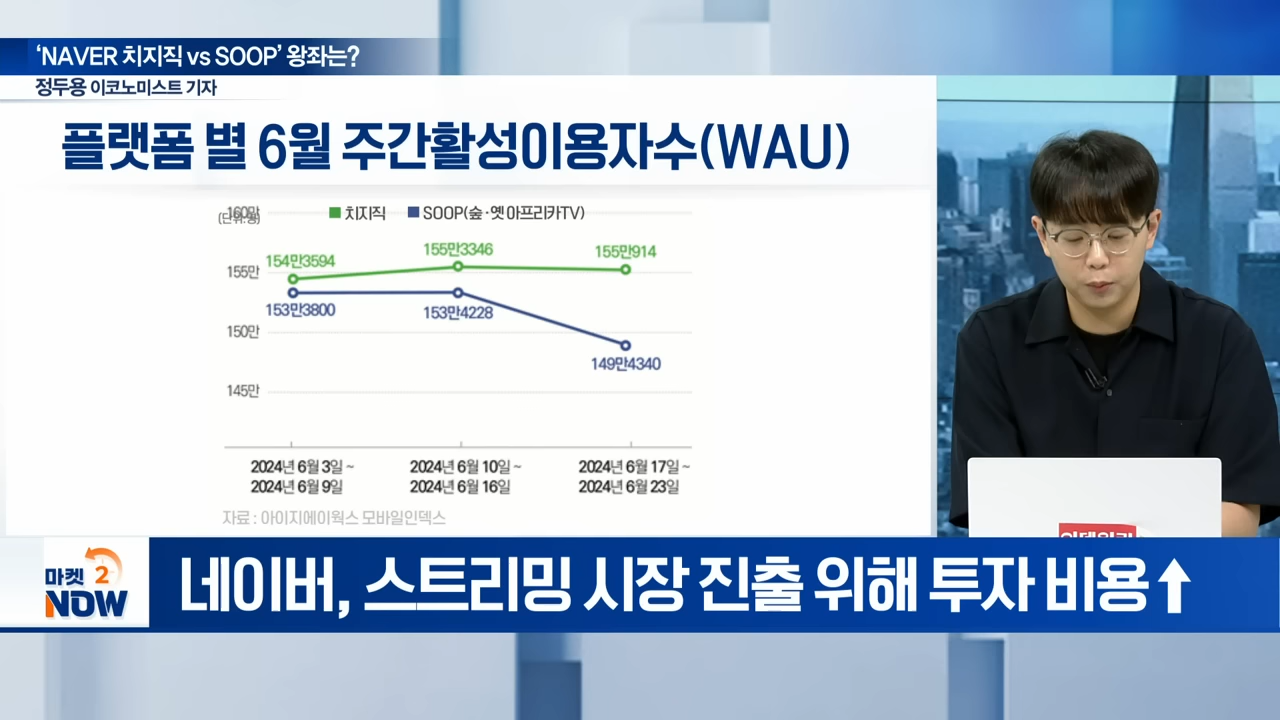 ‘NAVER 치지직 vs SOOP’ 왕좌는?
정두용 이코노미스트 기자
플랫폼 별 6월 주간활성이용자수(WAU)
160만
(단위:명)
치지직
SOOP(숲·옛 아프리카TV)
154만3594
155만3346
155만914
155만
153만3800
153만4228
150만
149만4340
145만
2024년 6월 3일 ~
2024년 6월 9일
2024년 6월 10일 ~
2024년 6월 16일
2024년 6월 17일 ~
2024년 6월 23일
자료 : 아이지에이웍스 모바일인덱스
마켓 2
NOW
네이버, 스트리밍 시장 진출 위해 투자 비용↑